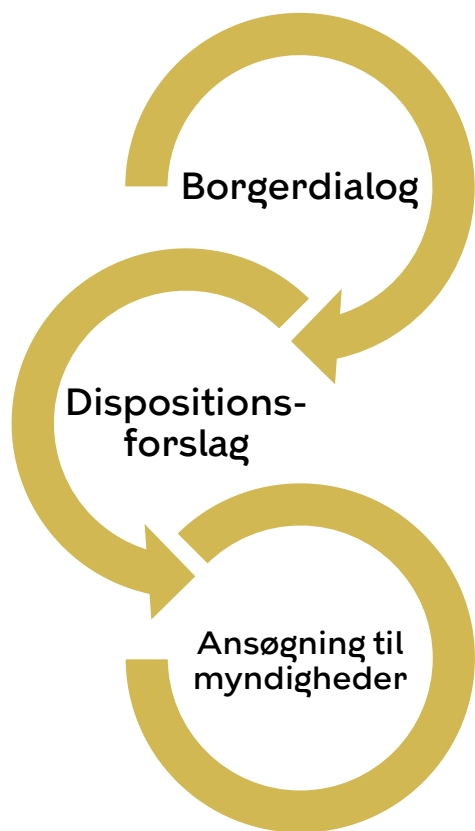 Borgerdialog
Dispositions-
forslag
Ansøgning til
myndigheder